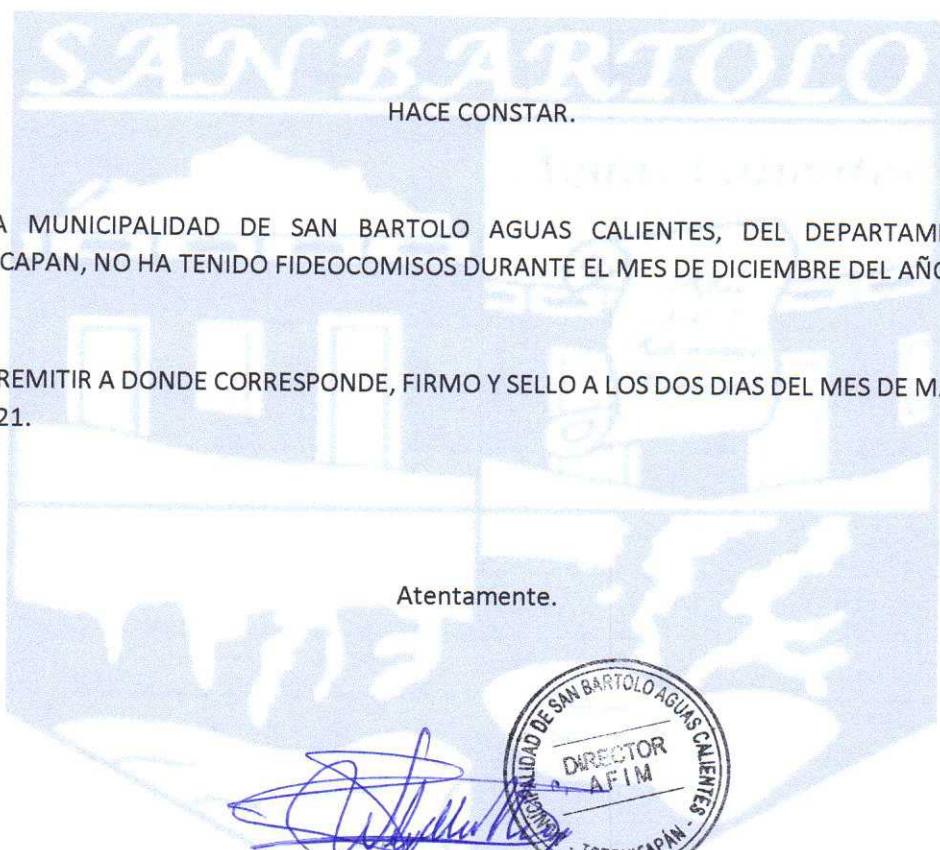 SAN BARTOLO
HACE CONSTAR.
A MUNICIPALIDAD DE SAN BARTOLO AGUAS CALIENTES, DEL DEPARTAM
CAPAN, NO HA TENIDO FIDEOCOMISOS DURANTE EL MES DE DICIEMBRE DEL AÑO
REMITIR A DONDE CORRESPONDE, FIRMO Y SELLO A LOS DOS DIAS DEL MES DE M
21.
Atentamente.
MUNICIPALIDAD DE SAN BARTOLO AGUAS CALIENTES -
DIRECTOR
AFIM